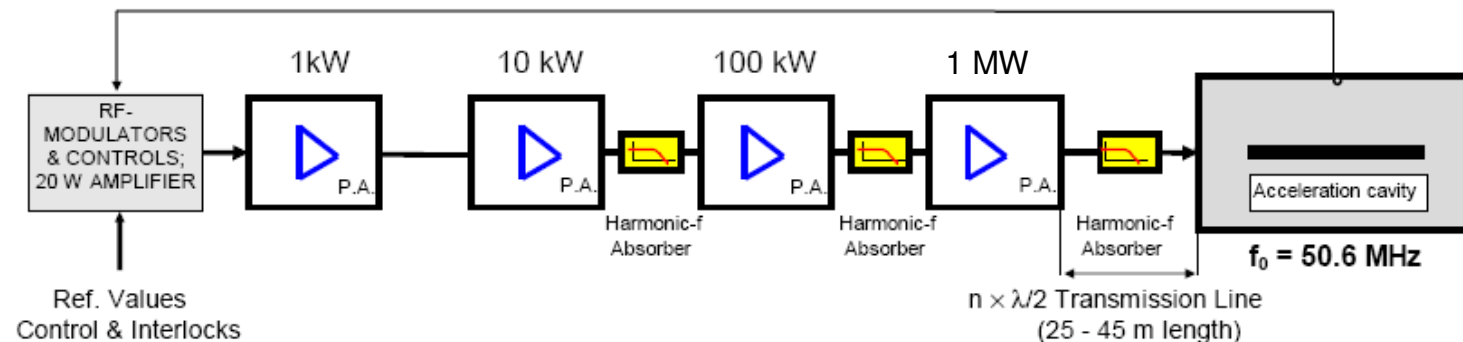 1kW
10 kW
100 kW
1 MW
RF-
MODULATORS
& CONTROLS;
20 W AMPLIFIER
P.A.
P.A.
P.A.
P.A.
Harmonic-f
Absorber
Harmonic-f
Absorber
Harmonic-f
Absorber
Acceleration cavity
f₀ = 50.6 MHz
Ref. Values
Control & Interlocks
n × λ/2 Transmission Line
(25 - 45 m length)